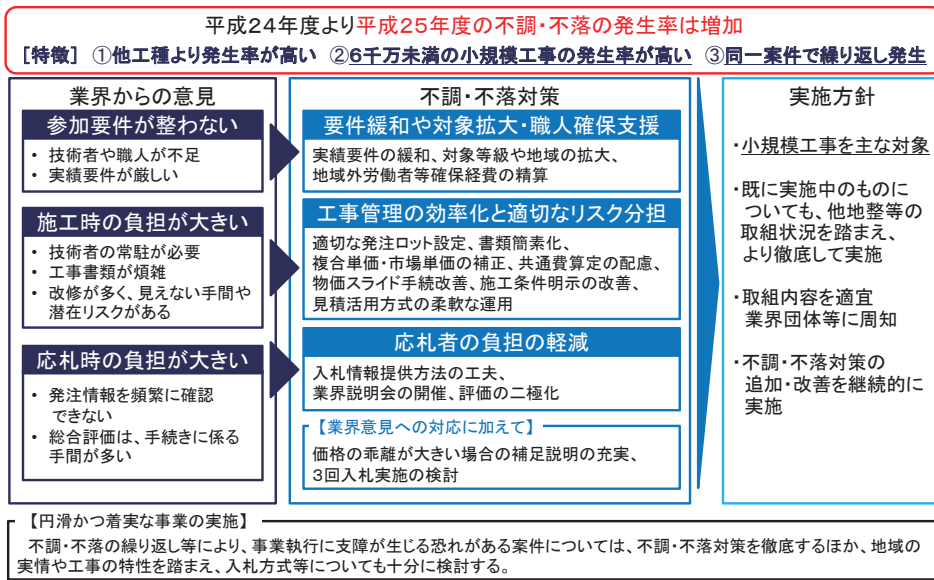 平成24年度より平成25年度の不調・不落の発生率は増加
［特徴］ ①他工種より発生率が高い ②6千万未満の小規模工事の発生率が高い ③同一案件で繰り返し発生
業界からの意見
参加要件が整わない
・ 技術者や職人が不足
・ 実績要件が厳しい
施工時の負担が大きい
・ 技術者の常駐が必要
・ 工事書類が煩雑
・ 改修が多く、見えない手間や
潜在リスクがある
応札時の負担が大きい
・ 発注情報を頻繁に確認
できない
・ 総合評価は、手続きに係る
手間が多い
不調・不落対策
要件緩和や対象拡大・職人確保支援
実績要件の緩和、対象等級や地域の拡大、
地域外労働者等確保経費の精算
工事管理の効率化と適切なリスク分担
適切な発注ロット設定、書類簡素化、
複合単価・市場単価の補正、共通費算定の配慮、
物価スライド手続改善、施工条件明示の改善、
見積活用方式の柔軟な運用
応札者の負担の軽減
入札情報提供方法の工夫、
業界説明会の開催、評価の二極化
【業界意見への対応に加えて】
価格の乖離が大きい場合の補足説明の充実、
3回入札実施の検討
実施方針
・小規模工事を主な対象
・既に実施中のものに
ついても、他地整等の
取組状況を踏まえ、
より徹底して実施
・取組内容を適宜
業界団体等に周知
・不調・不落対策の
追加・改善を継続的に
実施
【円滑かつ着実な事業の実施】
不調・不落の繰り返し等により、事業執行に支障が生じる恐れがある案件については、不調・不落対策を徹底するほか、地域の
実情や工事の特性を踏まえ、入札方式等についても十分に検討する。